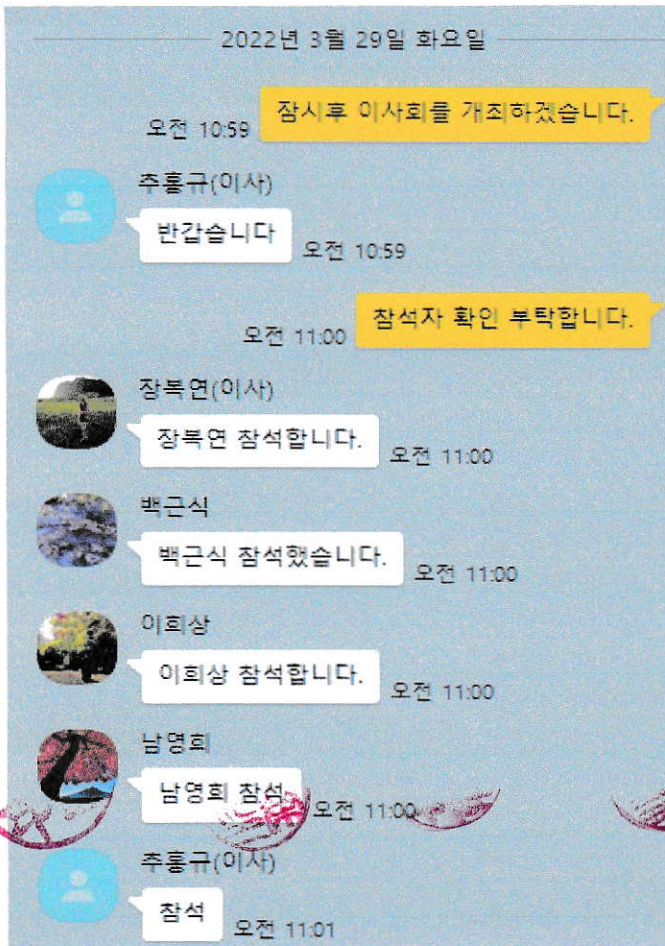 2022년 3월 29일 화요일
잠시후 이사회를 개최하겠습니다.
오전 10:59
추홍규(이사)
반갑습니다
오전 10:59
참석자 확인 부탁합니다.
오전 11:00
장복연(이사)
장복연 참석합니다.
오전 11:00
백근식
백근식 참석했습니다.
오전 11:00
이희상
이희상 참석합니다.
오전 11:00
남영희
남영희 참석
오전 11:00
추홍규(이사)
참석
오전 11:01